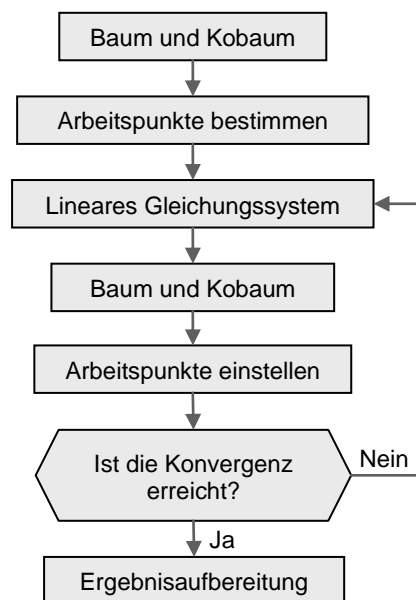 Baum und Kobaum
Arbeitspunkte bestimmen
Lineares Gleichungssystem
Baum und Kobaum
Arbeitspunkte einstellen
Ist die Konvergenz
erreicht?
Nein
Ja
Ergebnisaufbereitung